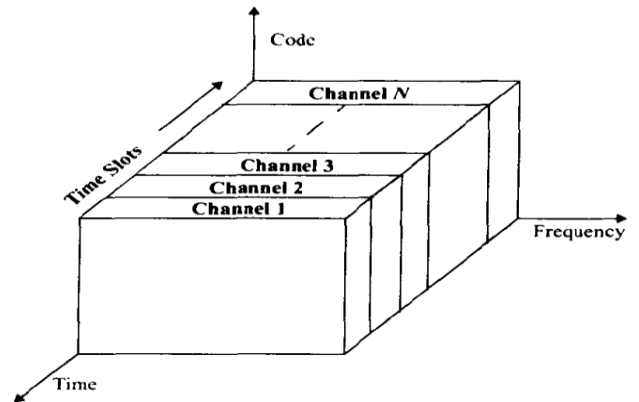 Code
Channel N
Time Slots
Channel 3
Channel 2
Channel 1
Frequency
Time